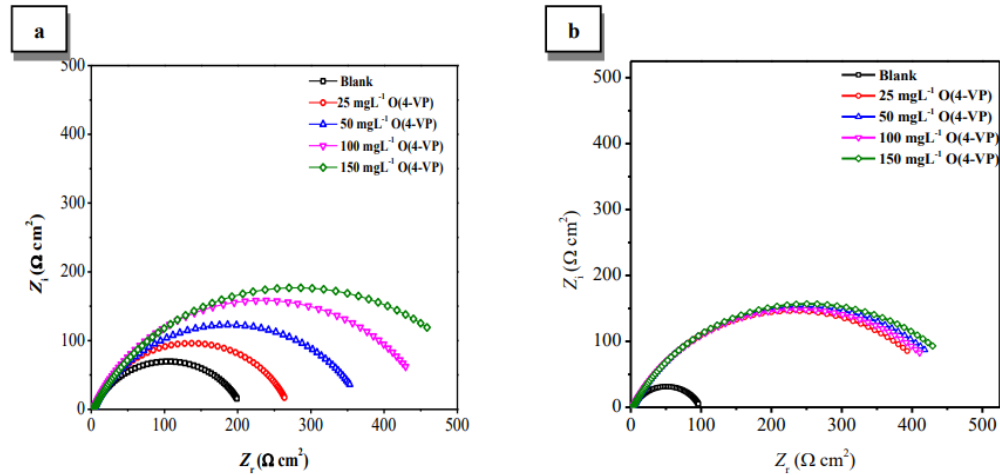 a
500
400
300
200
100
0
Zᵢ (Ω cm²)
Blank
25 mgL⁻¹ O(4-VP)
50 mgL⁻¹ O(4-VP)
100 mgL⁻¹ O(4-VP)
150 mgL⁻¹ O(4-VP)
0 100 200 300 400 500
Zᵣ (Ω cm²)
b
500
400
300
200
100
0
Zᵢ (Ω cm²)
Blank
25 mgL⁻¹ O(4-VP)
50 mgL⁻¹ O(4-VP)
100 mgL⁻¹ O(4-VP)
150 mgL⁻¹ O(4-VP)
0 100 200 300 400 500
Zᵣ (Ω cm²)